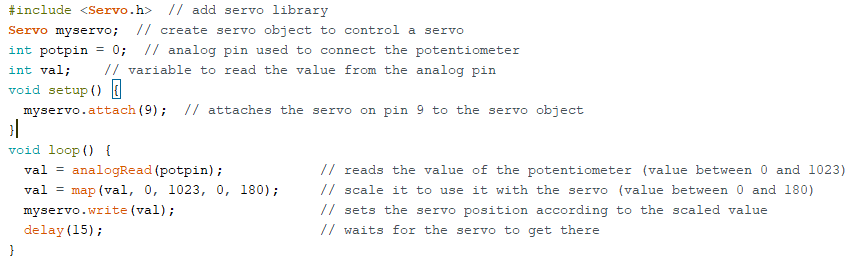 #include <Servo.h>  // add servo library
Servo myservo;  // create servo object to control a servo
int potpin = 0;  // analog pin used to connect the potentiometer
int val;    // variable to read the value from the analog pin
void setup() {
  myservo.attach(9);  // attaches the servo on pin 9 to the servo object
}
void loop() {
  val = analogRead(potpin);            // reads the value of the potentiometer (value between 0 and 1023)
  val = map(val, 0, 1023, 0, 180);     // scale it to use it with the servo (value between 0 and 180)
  myservo.write(val);                  // sets the servo position according to the scaled value
  delay(15);                           // waits for the servo to get there
}